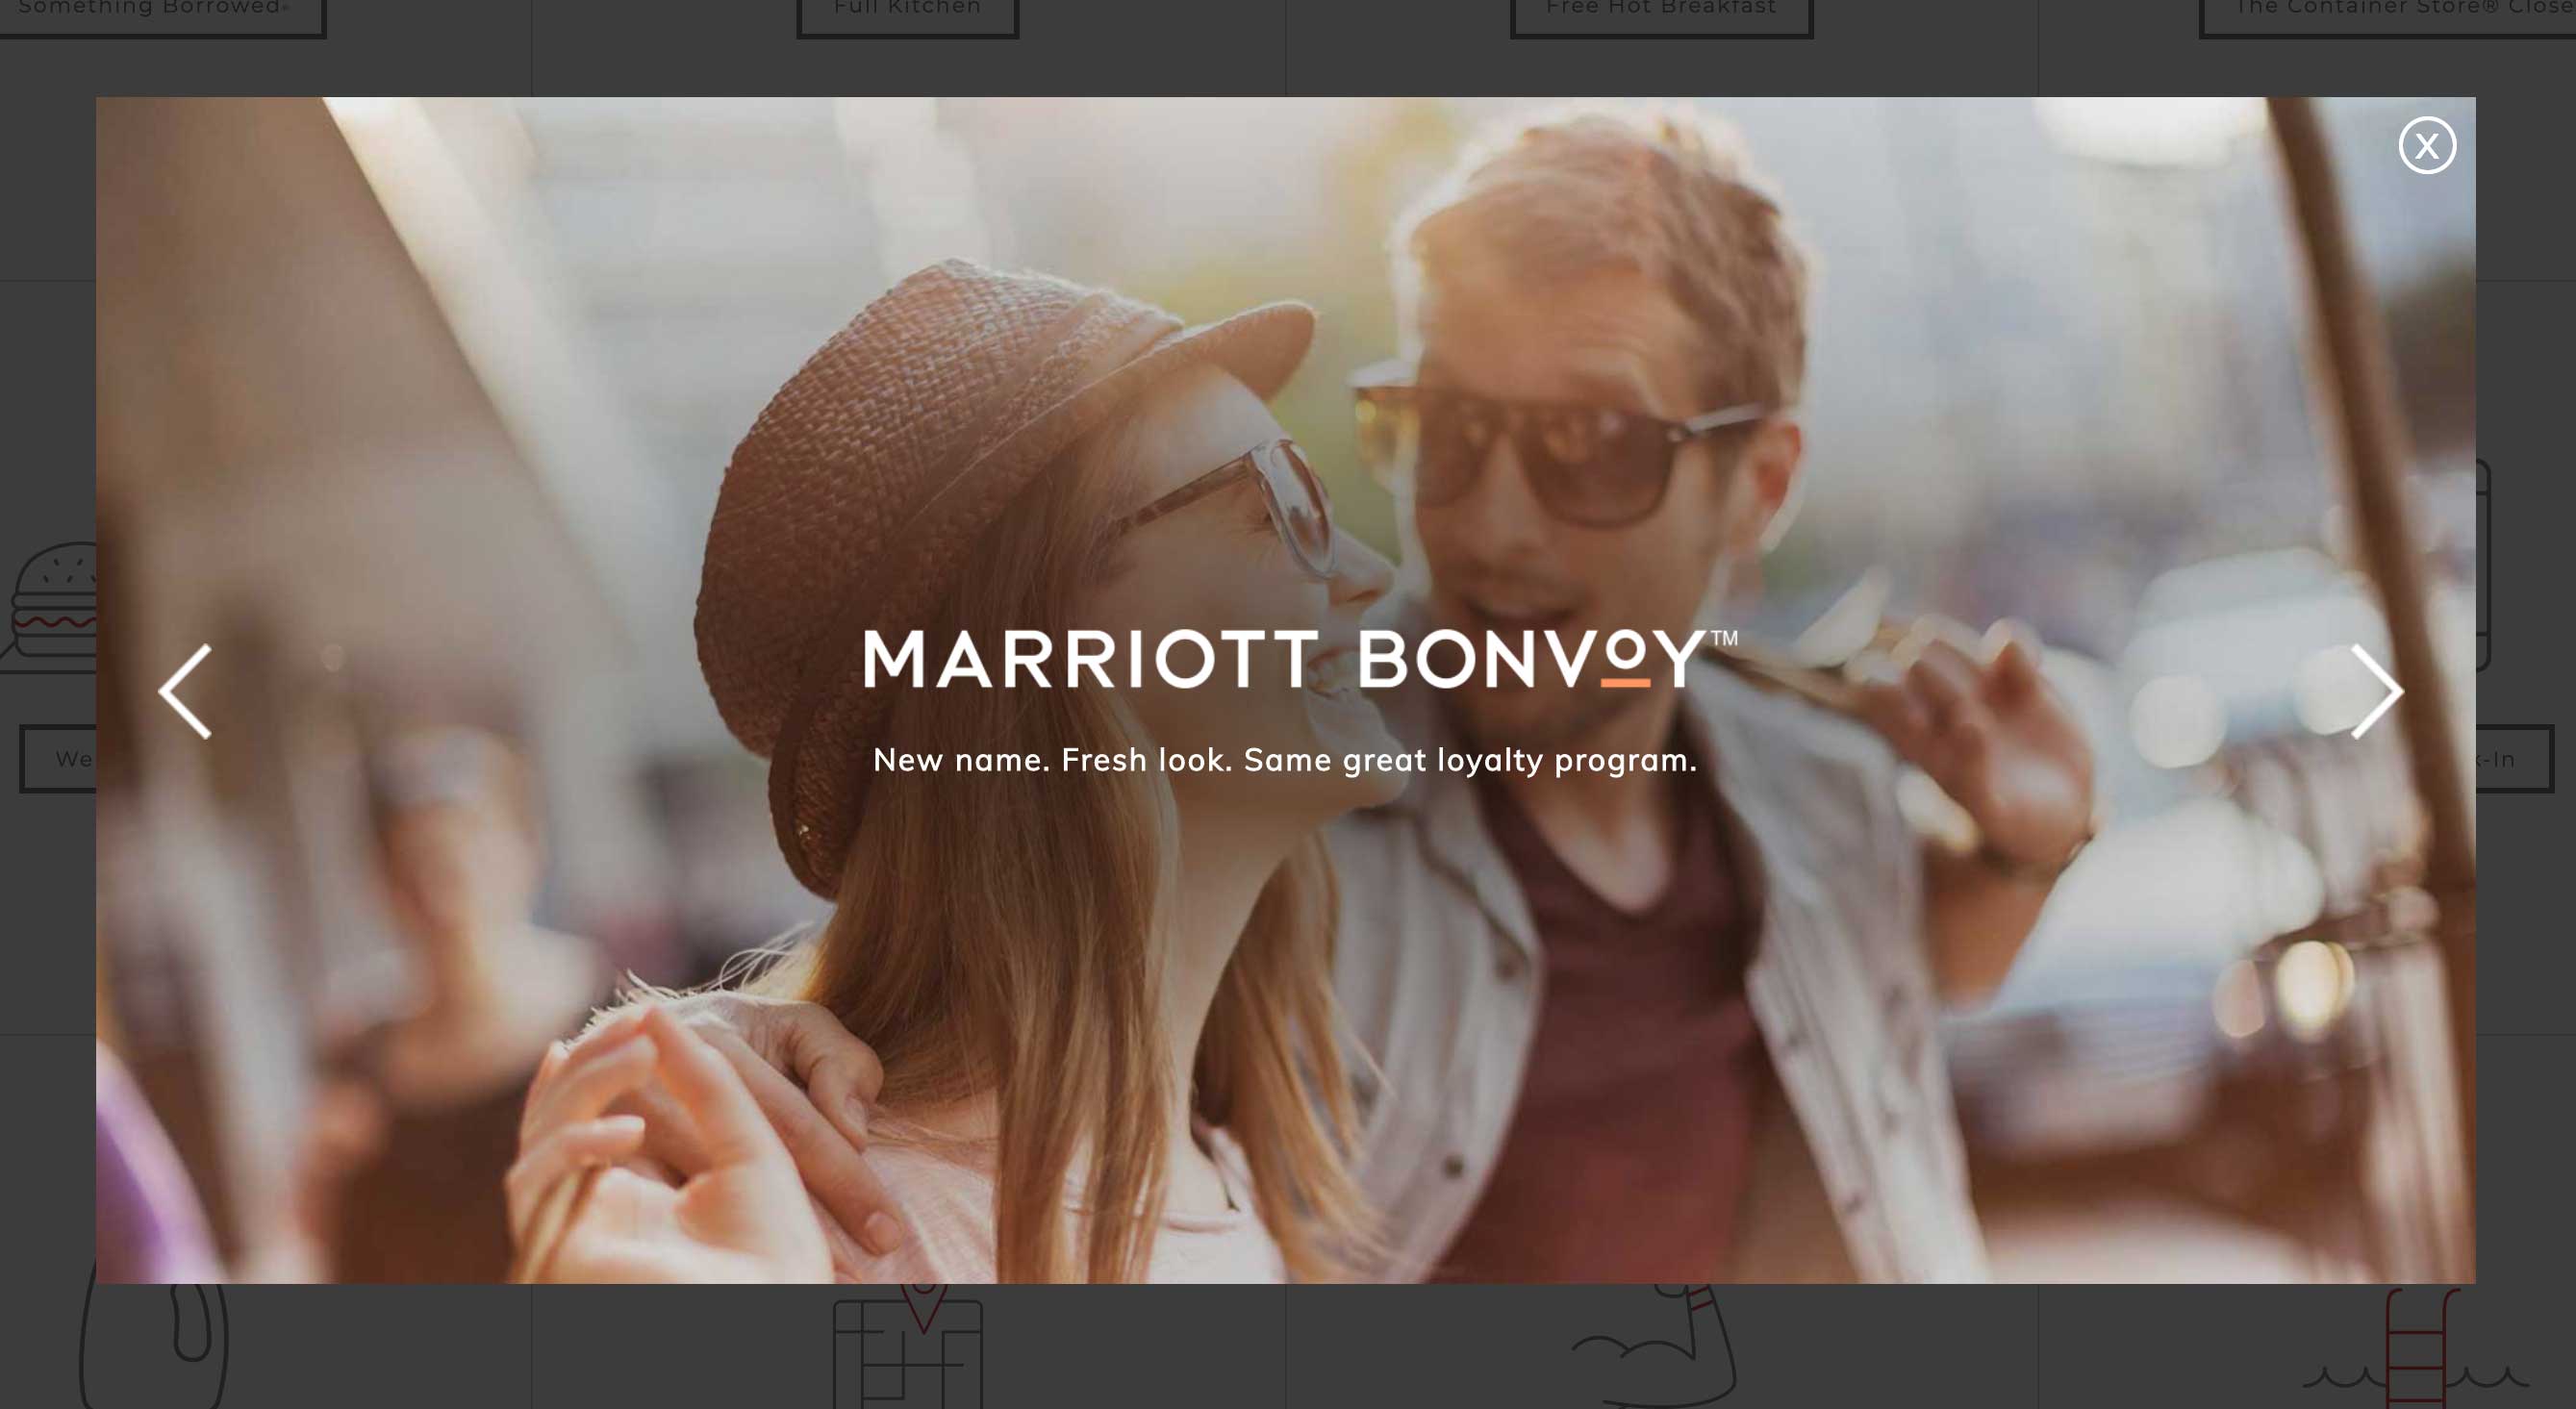 Something Borrowed®
Full Kitchen
Free Hot Breakfast
The Container Store®
X
MARRIOTT BONVOY™
New name. Fresh look. Same great loyalty program.
We
-In